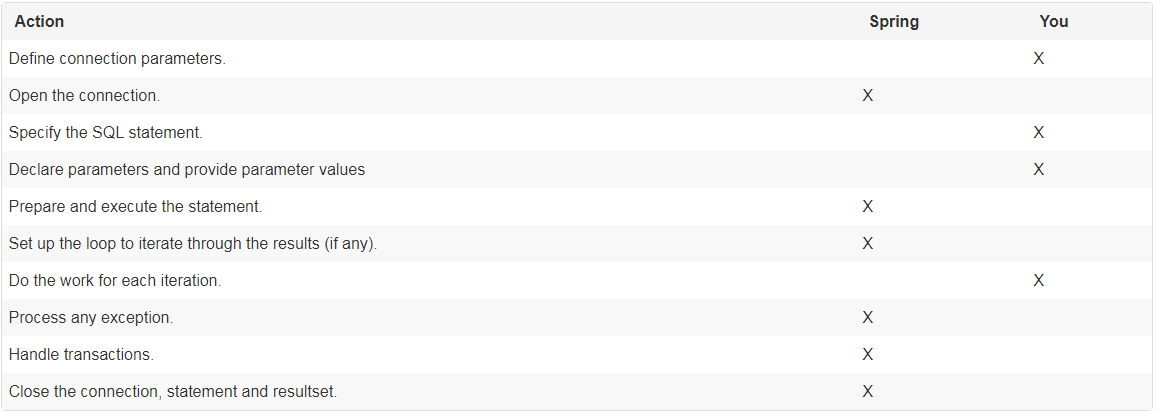 Action Spring You
Define connection parameters. X
Open the connection. X
Specify the SQL statement. X
Declare parameters and provide parameter values X
Prepare and execute the statement. X
Set up the loop to iterate through the results (if any). X
Do the work for each iteration. X
Process any exception. X
Handle transactions. X
Close the connection, statement and resultset. X